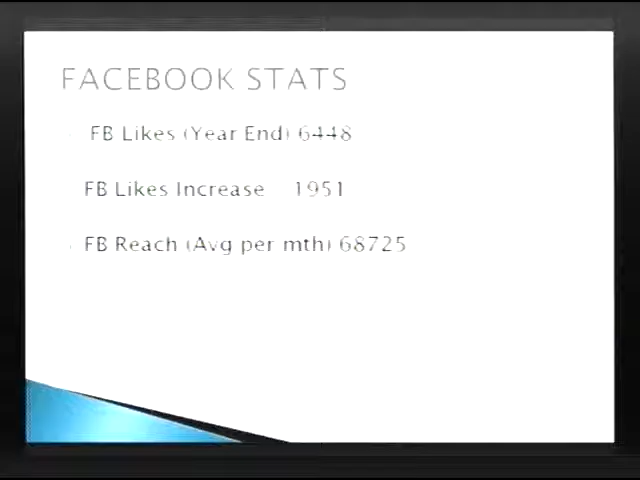 FACEBOOK STATS
FB Likes (Year End) 6448
FB Likes Increase 1951
FB Reach (Avg per mth) 68725